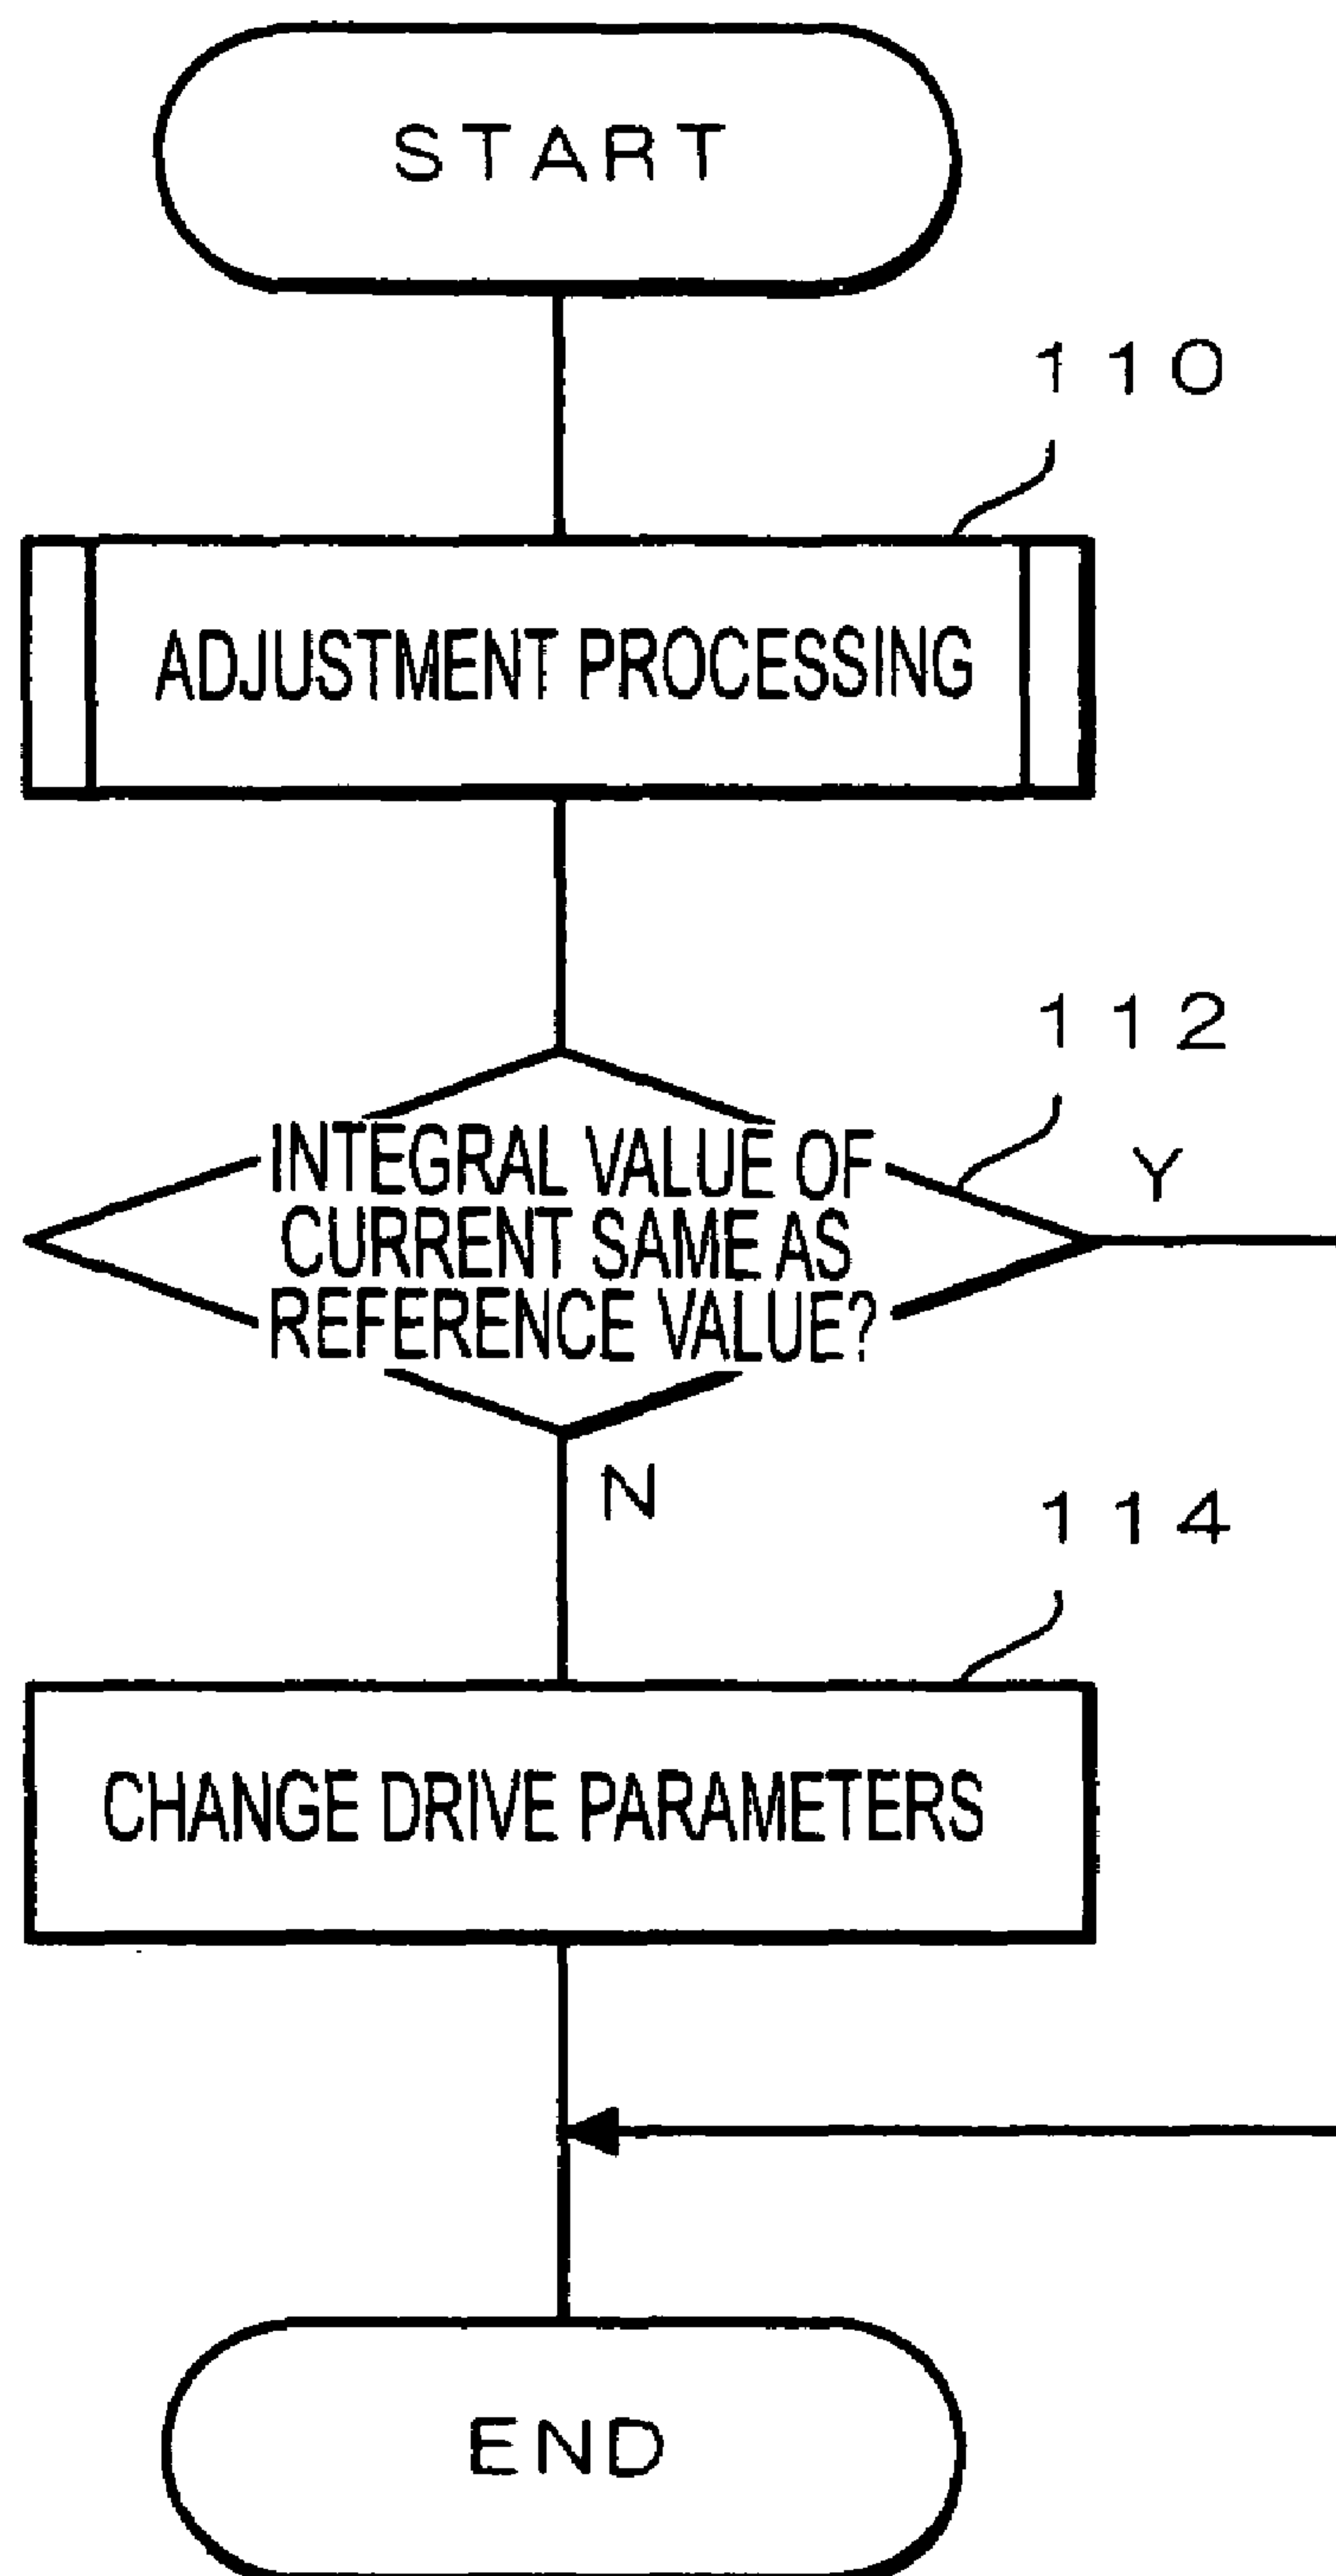 START
110
ADJUSTMENT PROCESSING
112
INTEGRAL VALUE OF
CURRENT SAME AS
REFERENCE VALUE?
Y
N
114
CHANGE DRIVE PARAMETERS
END